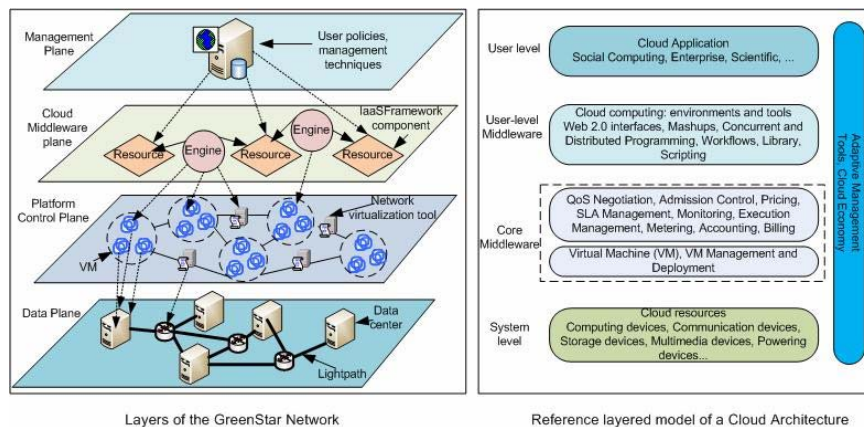 Management
Plane
User policies,
management
techniques
Cloud
Middleware
plane
IaaSFramework
component
Engine
Engine
Resource
Resource
Resource
Platform
Control Plane
Network
virtualization tool
VM
Data Plane
Data
center
Lightpath
Layers of the GreenStar Network
User level
Cloud Application
Social Computing, Enterprise, Scientific, ...
User-level
Middleware
Cloud computing: environments and tools
Web 2.0 interfaces, Mashups, Concurrent and
Distributed Programming, Workflows, Library,
Scripting
Core
Middleware
QoS Negotiation, Admission Control, Pricing,
SLA Management, Monitoring, Execution
Management, Metering, Accounting, Billing
Virtual Machine (VM), VM Management and
Deployment
System
level
Cloud resources
Computing devices, Communication devices,
Storage devices, Multimedia devices, Powering
devices...
Adaptive Management
Tools, Cloud Economy
Reference layered model of a Cloud Architecture